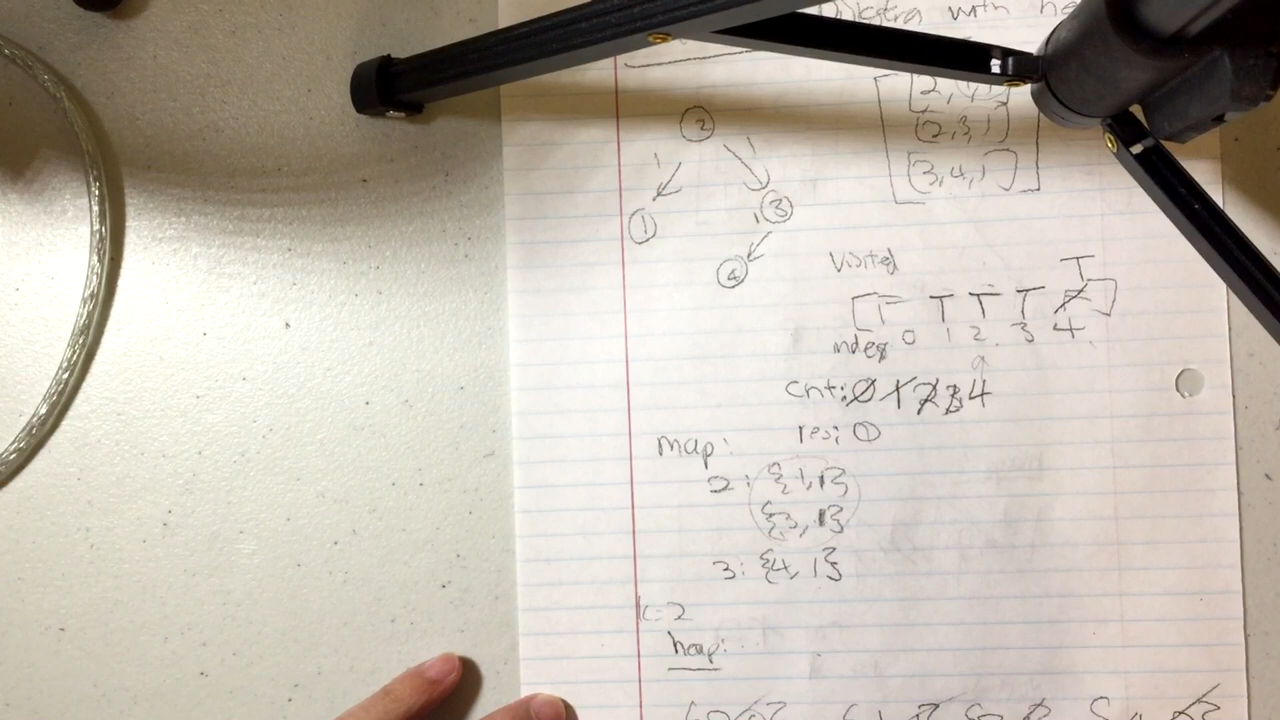 Dijkstra with
[2, 1, 1]
[2, 3, 1]
[3, 4, 1]
2
1 1
1 3
1
4
Visited
T
[F T T T F]
index 0 1 2 3 4
cnt: 0 1 2 3 4
res: 1
map:
2: {1, 1}
{3, 1}
3: {4, 1}
k=2
heap: